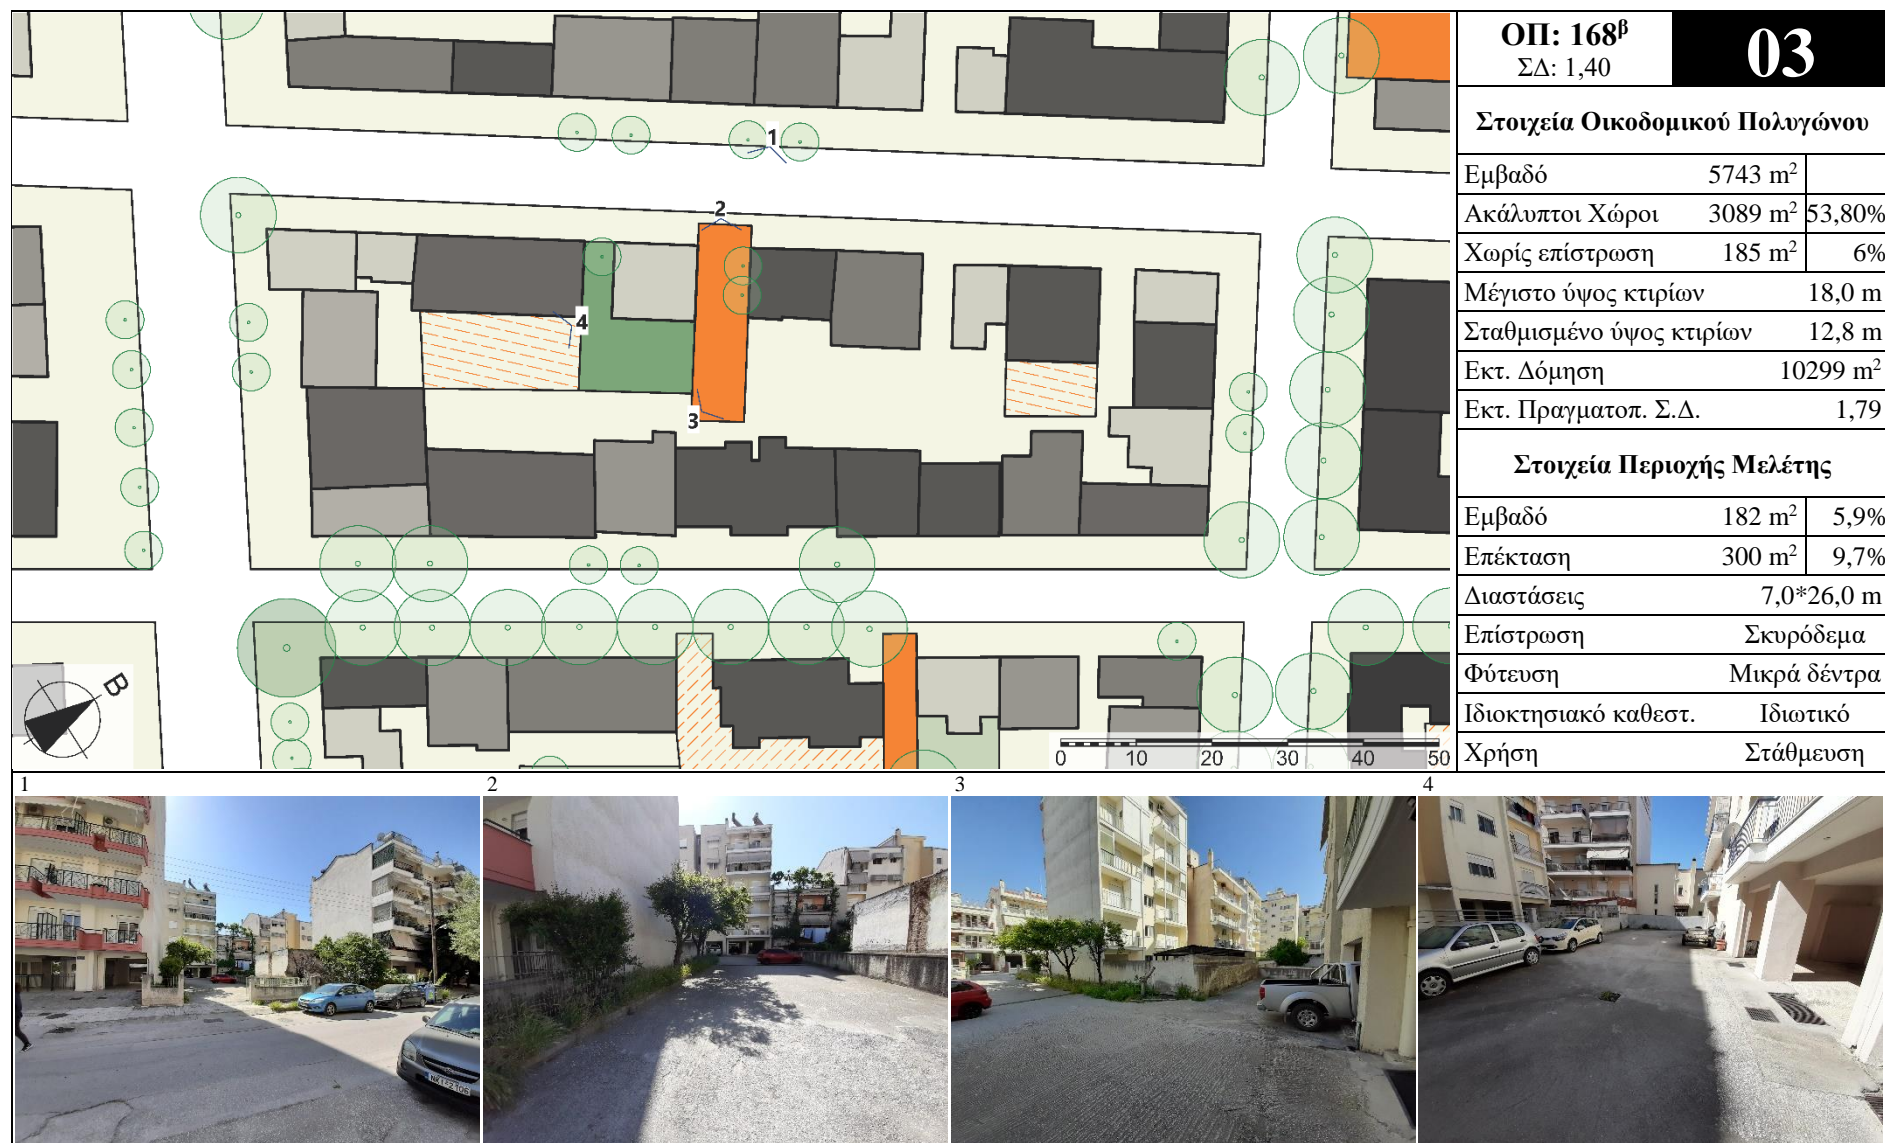 ΟΠ: 168β
ΣΔ: 1,40
03
Στοιχεία Οικοδομικού Πολυγώνου
Εμβαδό 5743 m²
Ακάλυπτοι Χώροι 3089 m² 53,80%
Χωρίς επίστρωση 185 m² 6%
Μέγιστο ύψος κτιρίων 18,0 m
Σταθμισμένο ύψος κτιρίων 12,8 m
Εκτ. Δόμηση 10299 m²
Εκτ. Πραγματοπ. Σ.Δ. 1,79
Στοιχεία Περιοχής Μελέτης
Εμβαδό 182 m² 5,9%
Επέκταση 300 m² 9,7%
Διαστάσεις 7,0*26,0 m
Επίστρωση Σκυρόδεμα
Φύτευση Μικρά δέντρα
Ιδιοκτησιακό καθεστ. Ιδιωτικό
Χρήση Στάθμευση
1
2
4
3
Β
0 10 20 30 40 50
1 2 3 4